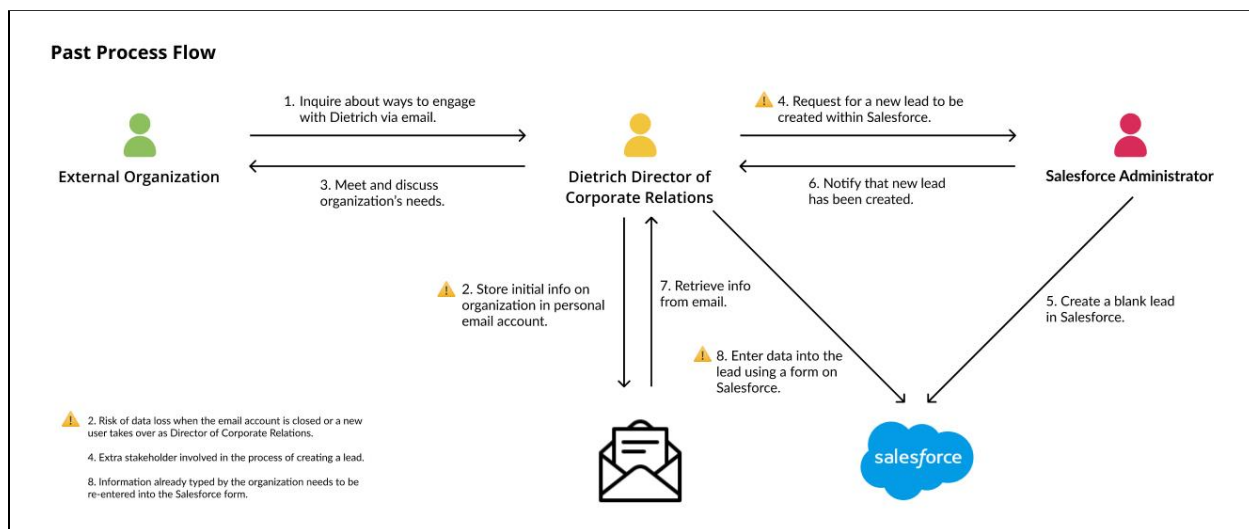 Past Process Flow
1. Inquire about ways to engage
with Dietrich via email.
4. Request for a new lead to be
created within Salesforce.
External Organization
3. Meet and discuss
organization's needs.
Dietrich Director of
Corporate Relations
6. Notify that new lead
has been created.
Salesforce Administrator
2. Store initial info on
organization in personal
email account.
7. Retrieve info
from email.
5. Create a blank lead
in Salesforce.
8. Enter data into the
lead using a form on
Salesforce.
2. Risk of data loss when the email account is closed or a new
user takes over as Director of Corporate Relations.
4. Extra stakeholder involved in the process of creating a lead.
8. Information already typed by the organization needs to be
re-entered into the Salesforce form.
salesforce